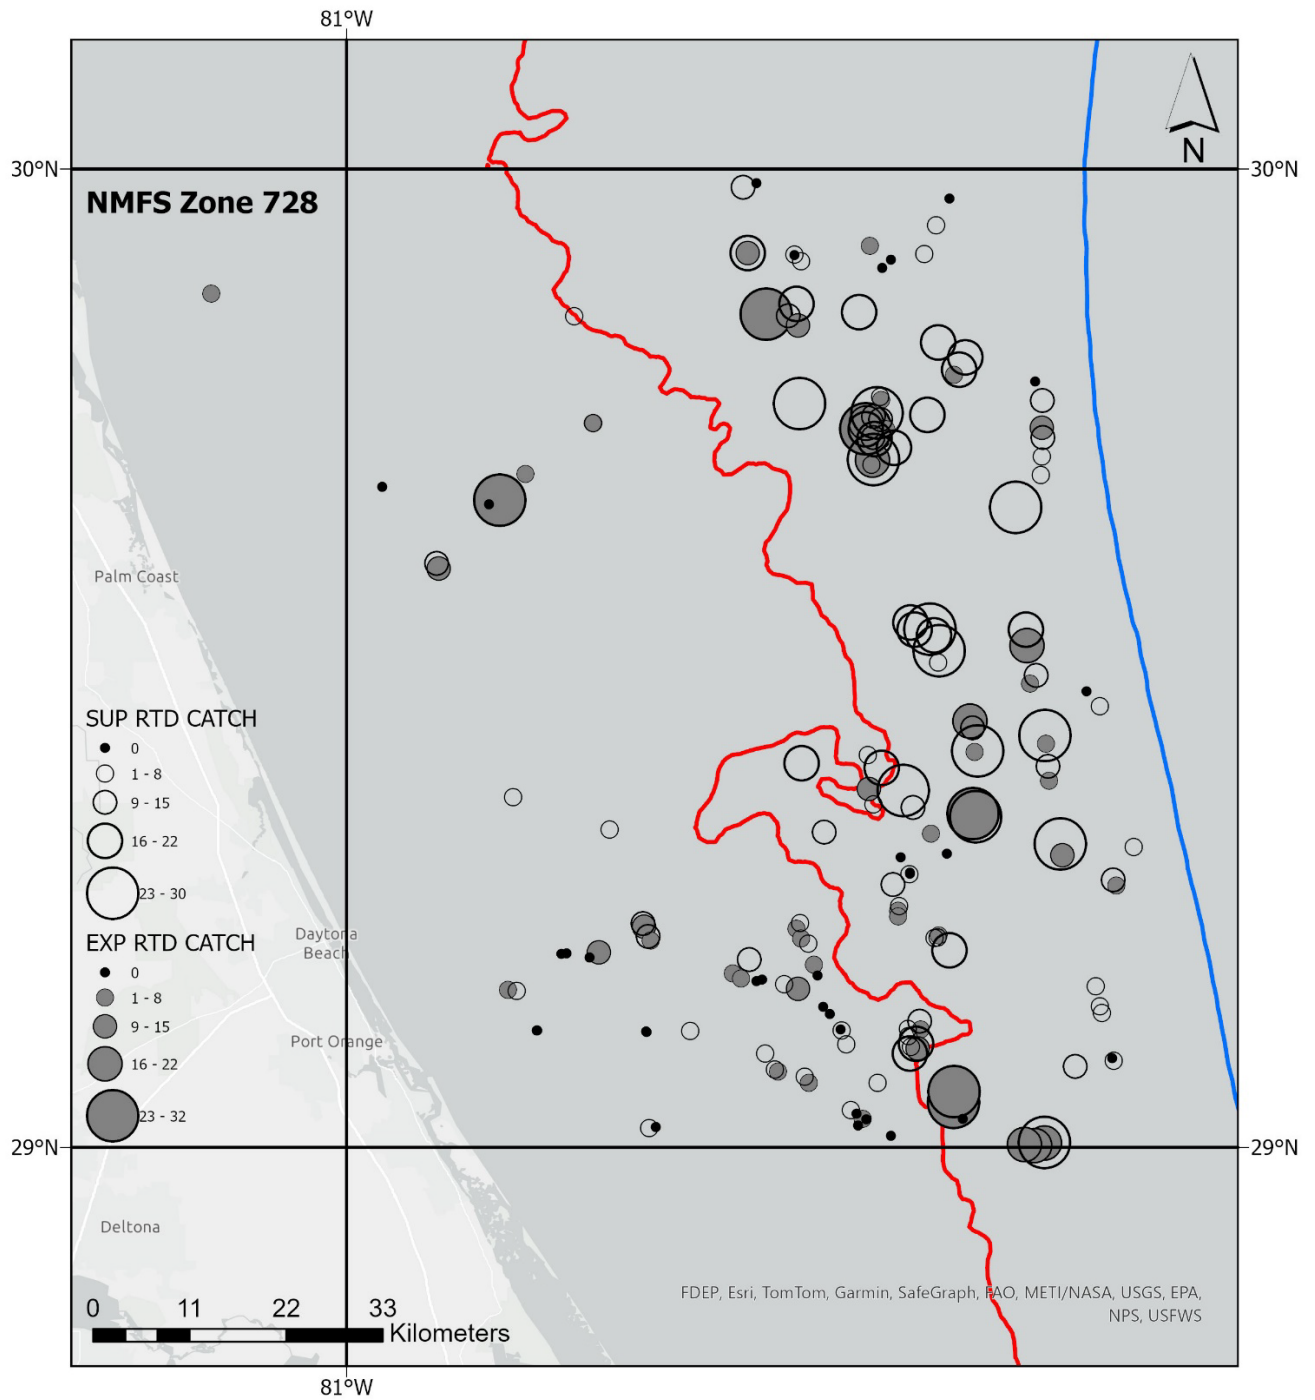 81°W
30°N
30°N
N
NMFS Zone 728
Palm Coast
SUP RTD CATCH
0
1 - 8
9 - 15
16 - 22
23 - 30
EXP RTD CATCH
0
1 - 8
9 - 15
16 - 22
23 - 32
Daytona
Beach
Port Orange
29°N
29°N
Deltona
0 11 22 33
Kilometers
FDEP, Esri, TomTom, Garmin, SafeGraph, FAO, METI/NASA, USGS, EPA,
NPS, USFWS
81°W